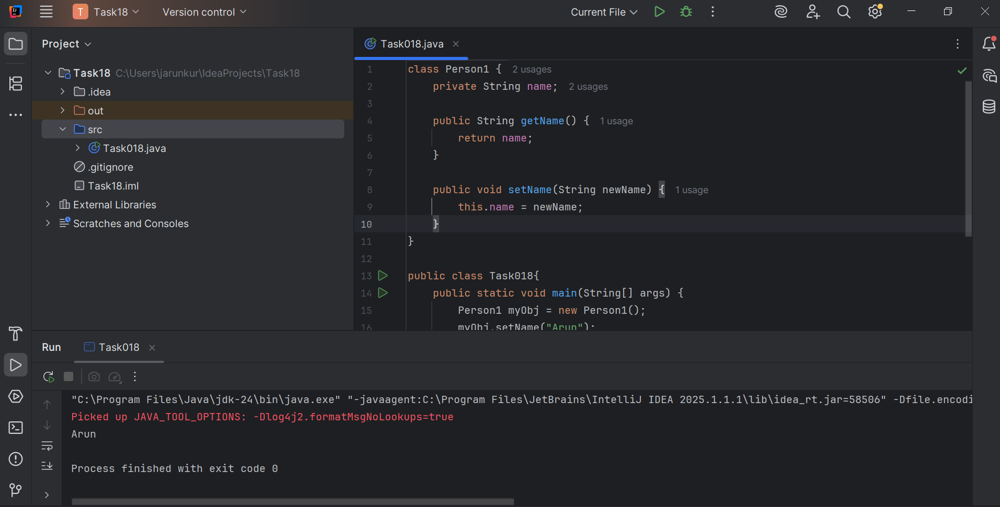 T Task18 Version control Current File
Project
Task18 C:\Users\jarunkur\IdeaProjects\Task18
.idea
out
src
Task018.java
.gitignore
Task18.iml
External Libraries
Scratches and Consoles
Task018.java
1 class Person1 { 2 usages
2 private String name; 2 usages
3
4 public String getName() { 1 usage
5 return name;
6 }
7
8 public void setName(String newName) { 1 usage
9 this.name = newName;
10 }
11 }
12
13 public class Task018{
14 public static void main(String[] args) {
15 Person1 myObj = new Person1();
16 myObj.setName("Arun");
Run Task018
"C:\Program Files\Java\jdk-24\bin\java.exe" "-javaagent:C:\Program Files\JetBrains\IntelliJ IDEA 2025.1.1.1\lib\idea_rt.jar=58506" -Dfile.encodi
Picked up JAVA_TOOL_OPTIONS: -Dlog4j2.formatMsgNoLookups=true
Arun
Process finished with exit code 0